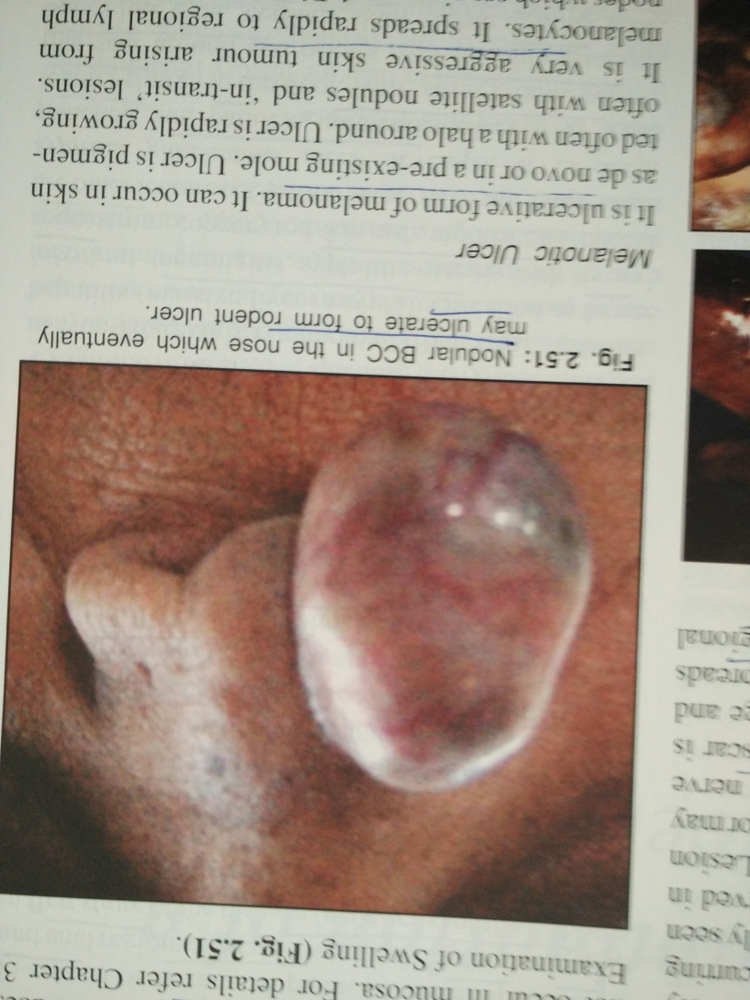 occur in mucosa. For details refer Chapter 3
Examination of Swelling (Fig. 2.51).
Fig. 2.51: Nodular BCC in the nose which eventually
may ulcerate to form rodent ulcer.
Melanotic Ulcer
It is ulcerative form of melanoma. It can occur in skin
as de novo or in a pre-existing mole. Ulcer is pigmen-
ted often with a halo around. Ulcer is rapidly growing,
often with satellite nodules and ‘in-transit’ lesions.
It is very aggressive skin tumour arising from
melanocytes. It spreads rapidly to regional lymph
curring
ly seen
ved in
Lesion
or may
nerve
scar is
ge and
preads
gional